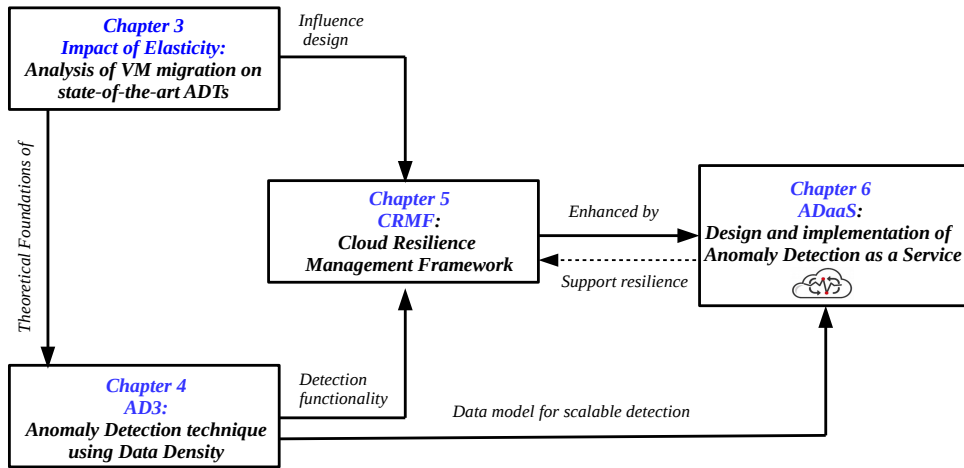 Chapter 3
Impact of Elasticity:
Analysis of VM migration on
state-of-the-art ADTs
Influence
design
Theoretical Foundations of
Chapter 5
CRMF:
Cloud Resilience
Management Framework
Enhanced by
Support resilience
Chapter 6
ADaaS:
Design and implementation of
Anomaly Detection as a Service
Chapter 4
AD3:
Anomaly Detection technique
using Data Density
Detection
functionality
Data model for scalable detection